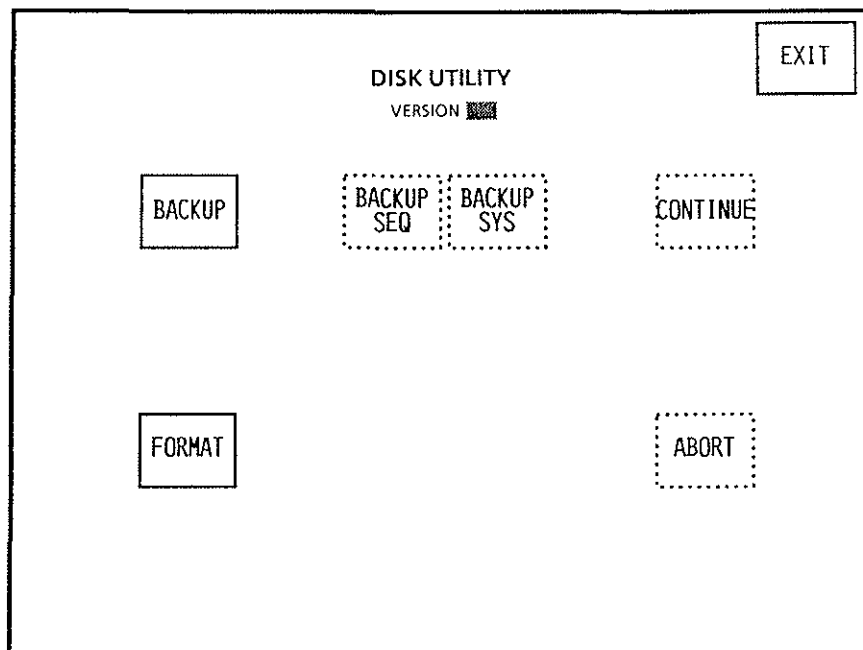 EXIT
DISK UTILITY
VERSION
BACKUP
BACKUP
SEQ
BACKUP
SYS
CONTINUE
FORMAT
ABORT